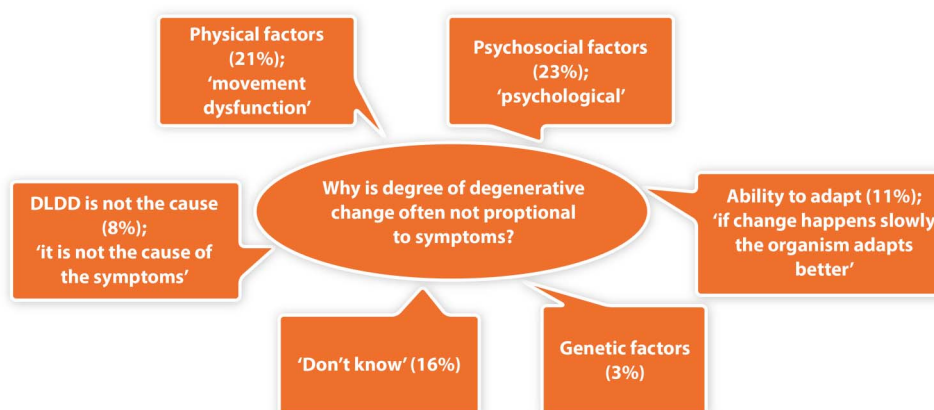 Physical factors
(21%);
‘movement
dysfunction’
Psychosocial factors
(23%);
‘psychological’
DLDD is not the cause
(8%);
‘it is not the cause of
the symptoms’
Why is degree of degenerative
change often not proptional
to symptoms?
Ability to adapt (11%);
‘if change happens slowly
the organism adapts
better’
‘Don’t know’ (16%)
Genetic factors
(3%)